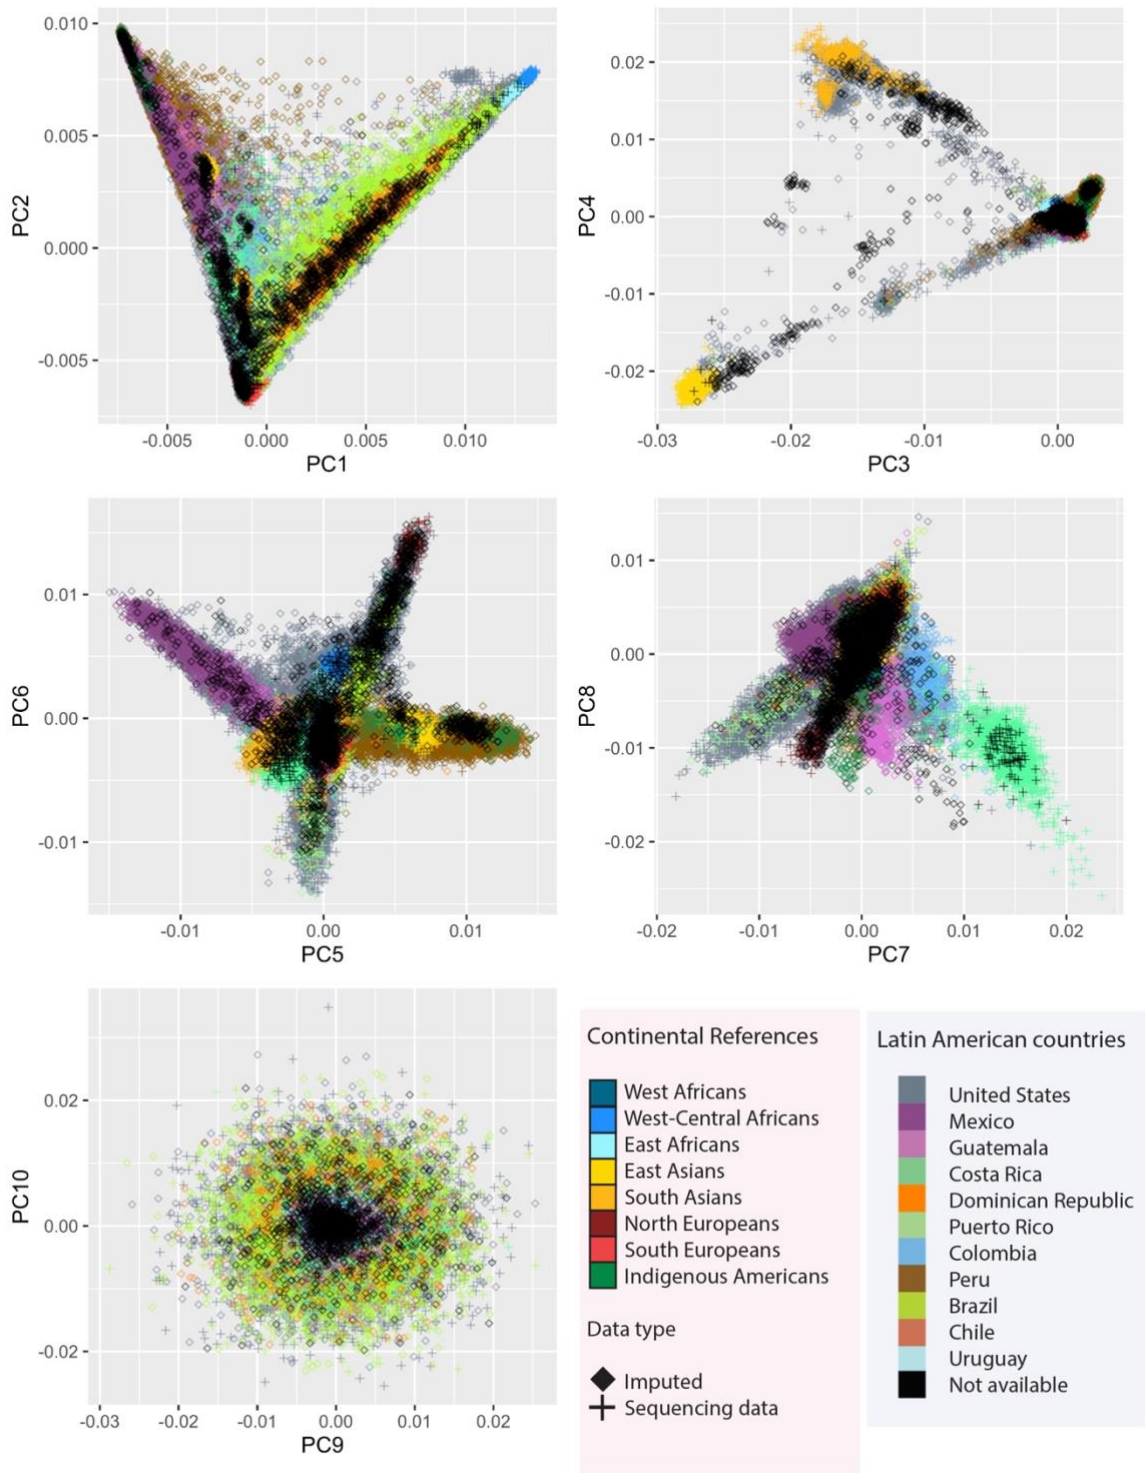 0.010
0.005
0.000
-0.005
PC2
-0.005
0.000
0.005
0.010
PC1
0.02
0.01
0.00
-0.01
-0.02
PC4
-0.03
-0.02
-0.01
0.00
PC3
0.01
0.00
-0.01
PC6
-0.01
0.00
0.01
PC5
0.01
0.00
-0.01
-0.02
PC8
-0.02
-0.01
0.00
0.01
0.02
PC7
0.02
0.00
-0.02
PC10
-0.03
-0.02
-0.01
0.00
0.01
0.02
PC9
Continental References
West Africans
West-Central Africans
East Africans
East Asians
South Asians
North Europeans
South Europeans
Indigenous Americans
Data type
Imputed
Sequencing data
Latin American countries
United States
Mexico
Guatemala
Costa Rica
Dominican Republic
Puerto Rico
Colombia
Peru
Brazil
Chile
Uruguay
Not available